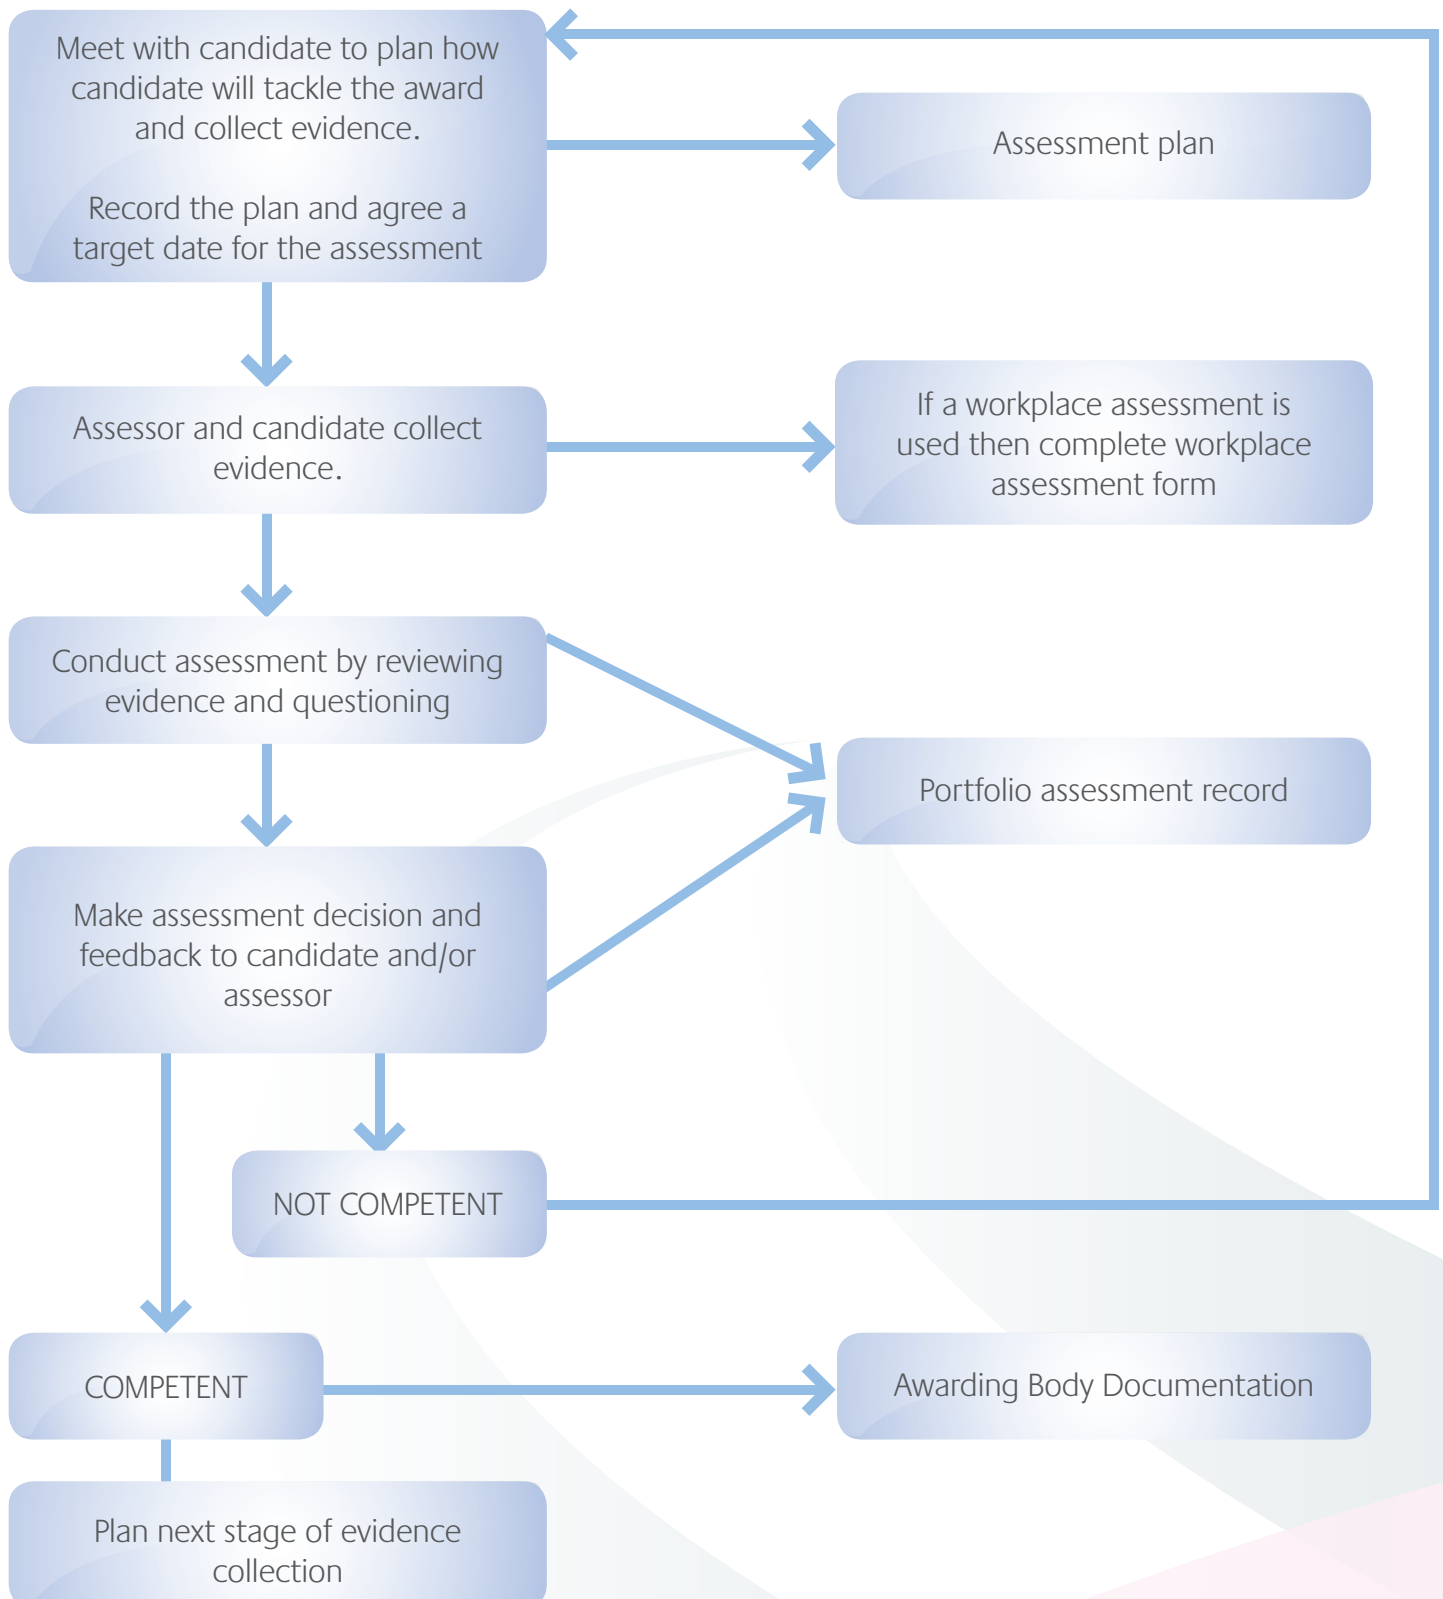 Meet with candidate to plan how
candidate will tackle the award
and collect evidence.
Record the plan and agree a
target date for the assessment
Assessment plan
Assessor and candidate collect
evidence.
If a workplace assessment is
used then complete workplace
assessment form
Conduct assessment by reviewing
evidence and questioning
Portfolio assessment record
Make assessment decision and
feedback to candidate and/or
assessor
NOT COMPETENT
COMPETENT
Awarding Body Documentation
Plan next stage of evidence
collection